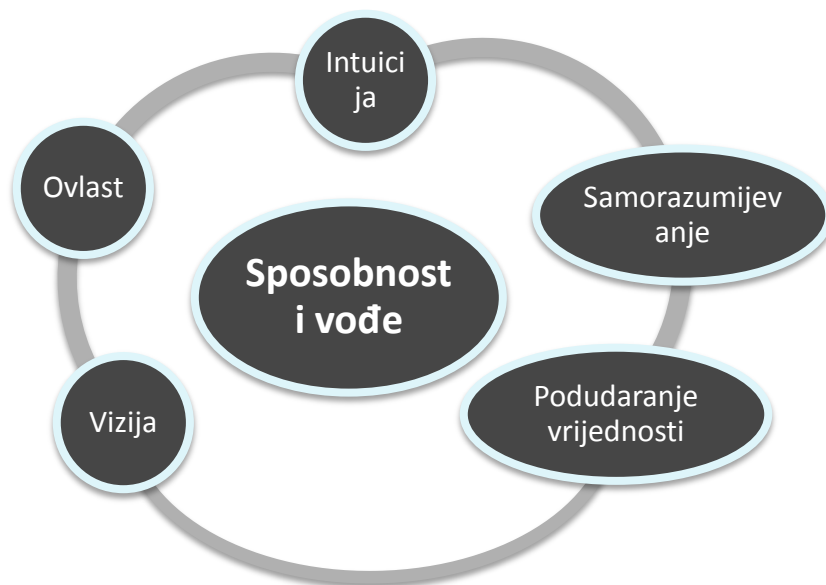 Intuici
ja
Ovlast
Samorazumijev
anje
Sposobnost
i vođe
Podudaranje
vrijednosti
Vizija